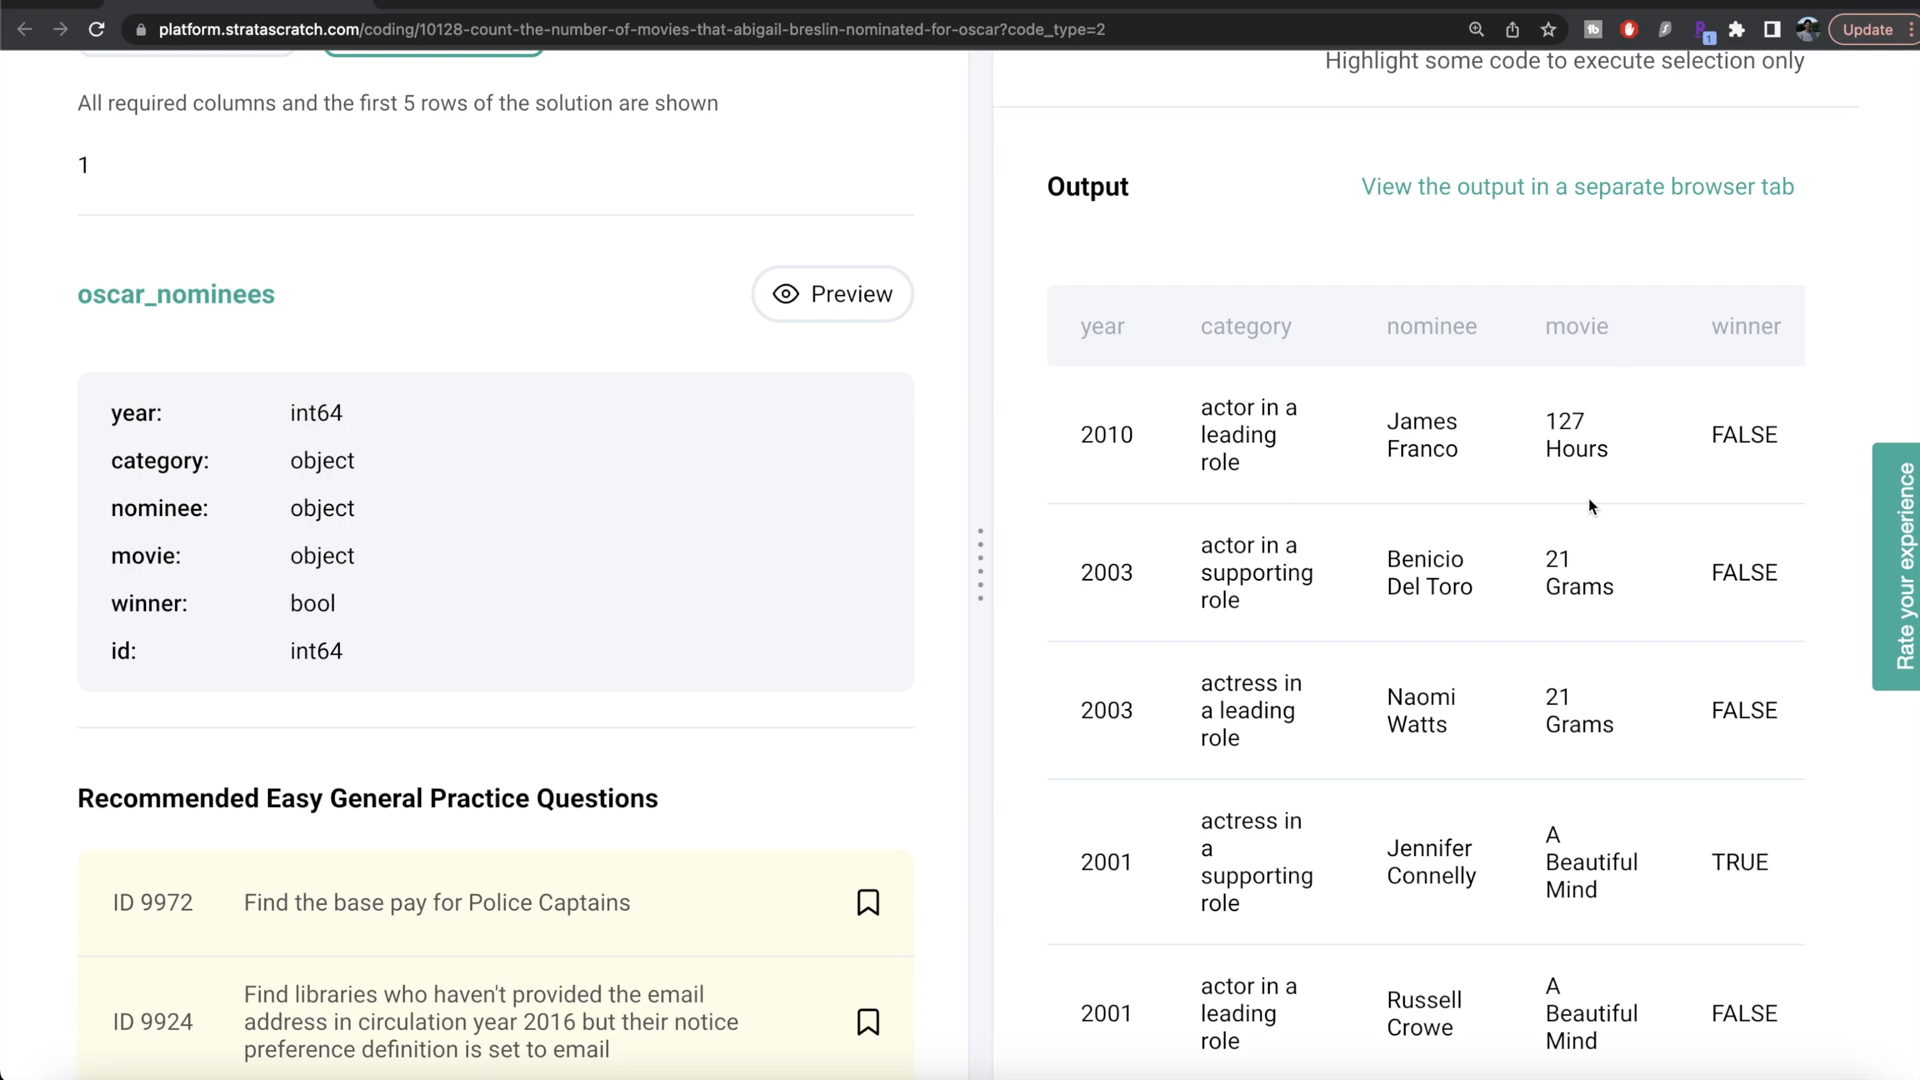 platform.stratascratch.com/coding/10128-count-the-number-of-movies-that-abigail-breslin-nominated-for-oscar?code_type=2
Update
All required columns and the first 5 rows of the solution are shown
1
oscar_nominees
Preview
year: int64
category: object
nominee: object
movie: object
winner: bool
id: int64
Recommended Easy General Practice Questions
ID 9972 Find the base pay for Police Captains
ID 9924
Find libraries who haven't provided the email
address in circulation year 2016 but their notice
preference definition is set to email
Highlight some code to execute selection only
Output
View the output in a separate browser tab
year category nominee movie winner
2010
actor in a
leading
role
James
Franco
127
Hours
FALSE
2003
actor in a
supporting
role
Benicio
Del Toro
21
Grams
FALSE
2003
actress in
a leading
role
Naomi
Watts
21
Grams
FALSE
2001
actress in
a
supporting
role
Jennifer
Connelly
A
Beautiful
Mind
TRUE
2001
actor in a
leading
role
Russell
Crowe
A
Beautiful
Mind
FALSE
Rate your experience
tb
1